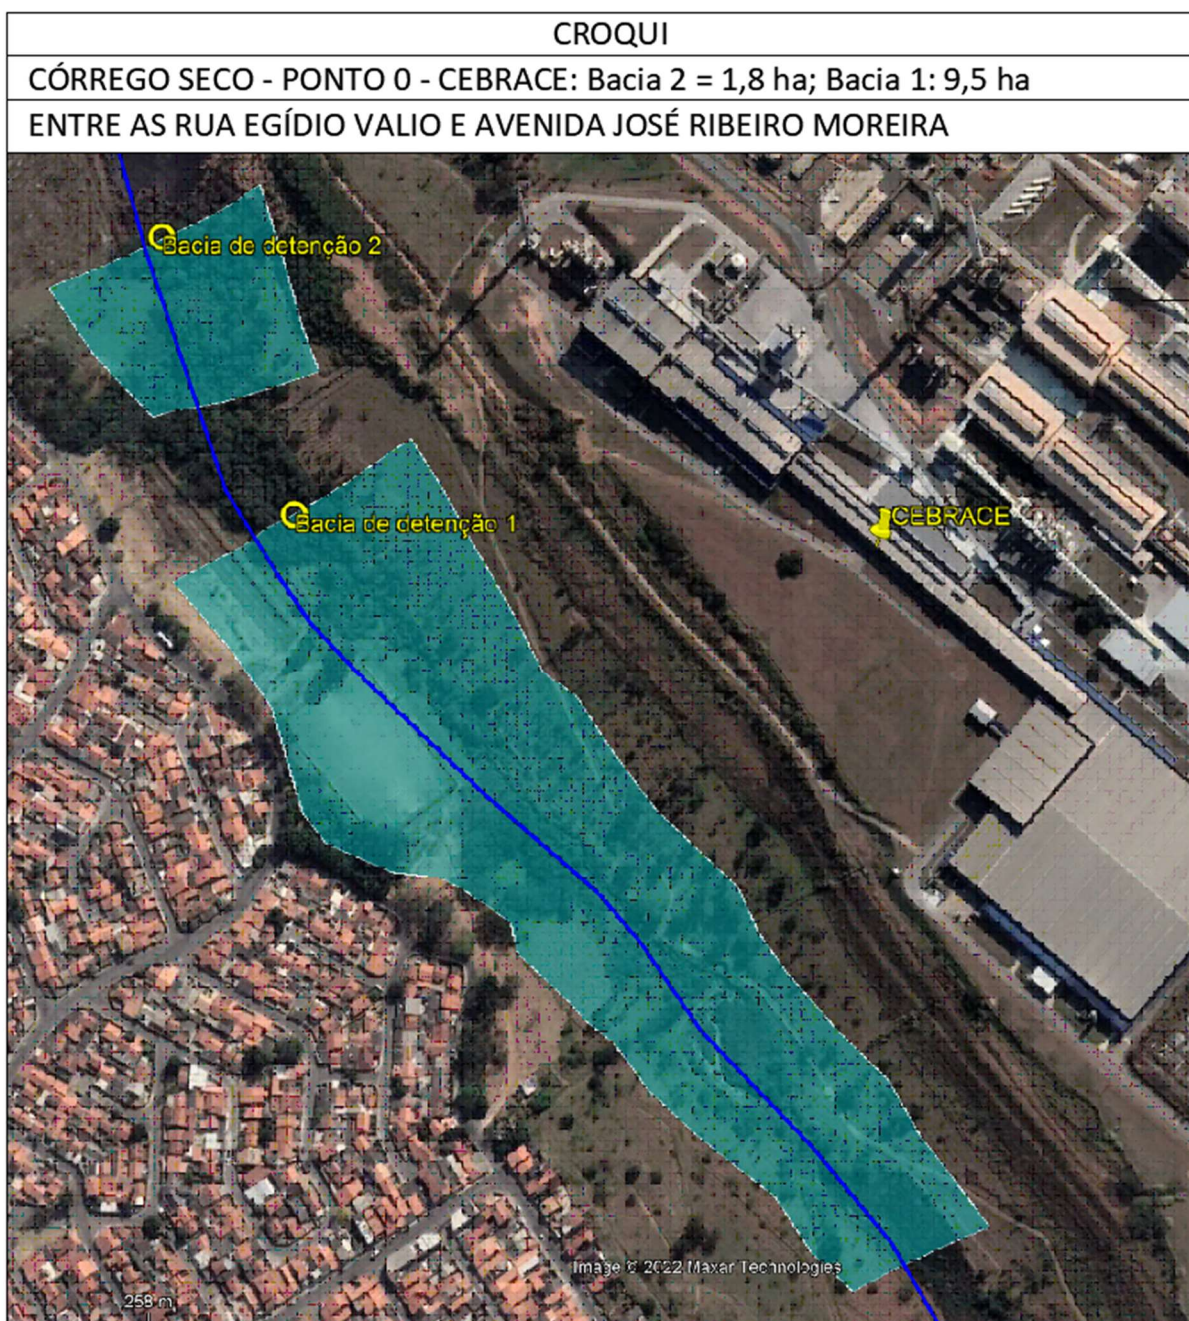 CROQUI
CÓRREGO SECO - PONTO 0 - CEBRACE: Bacia 2 = 1,8 ha; Bacia 1: 9,5 ha
ENTRE AS RUA EGÍDIO VALIO E AVENIDA JOSÉ RIBEIRO MOREIRA
Bacia de detenção 2
Bacia de detenção 1
CEBRACE
Image © 2022 Maxar Technologies
258 m